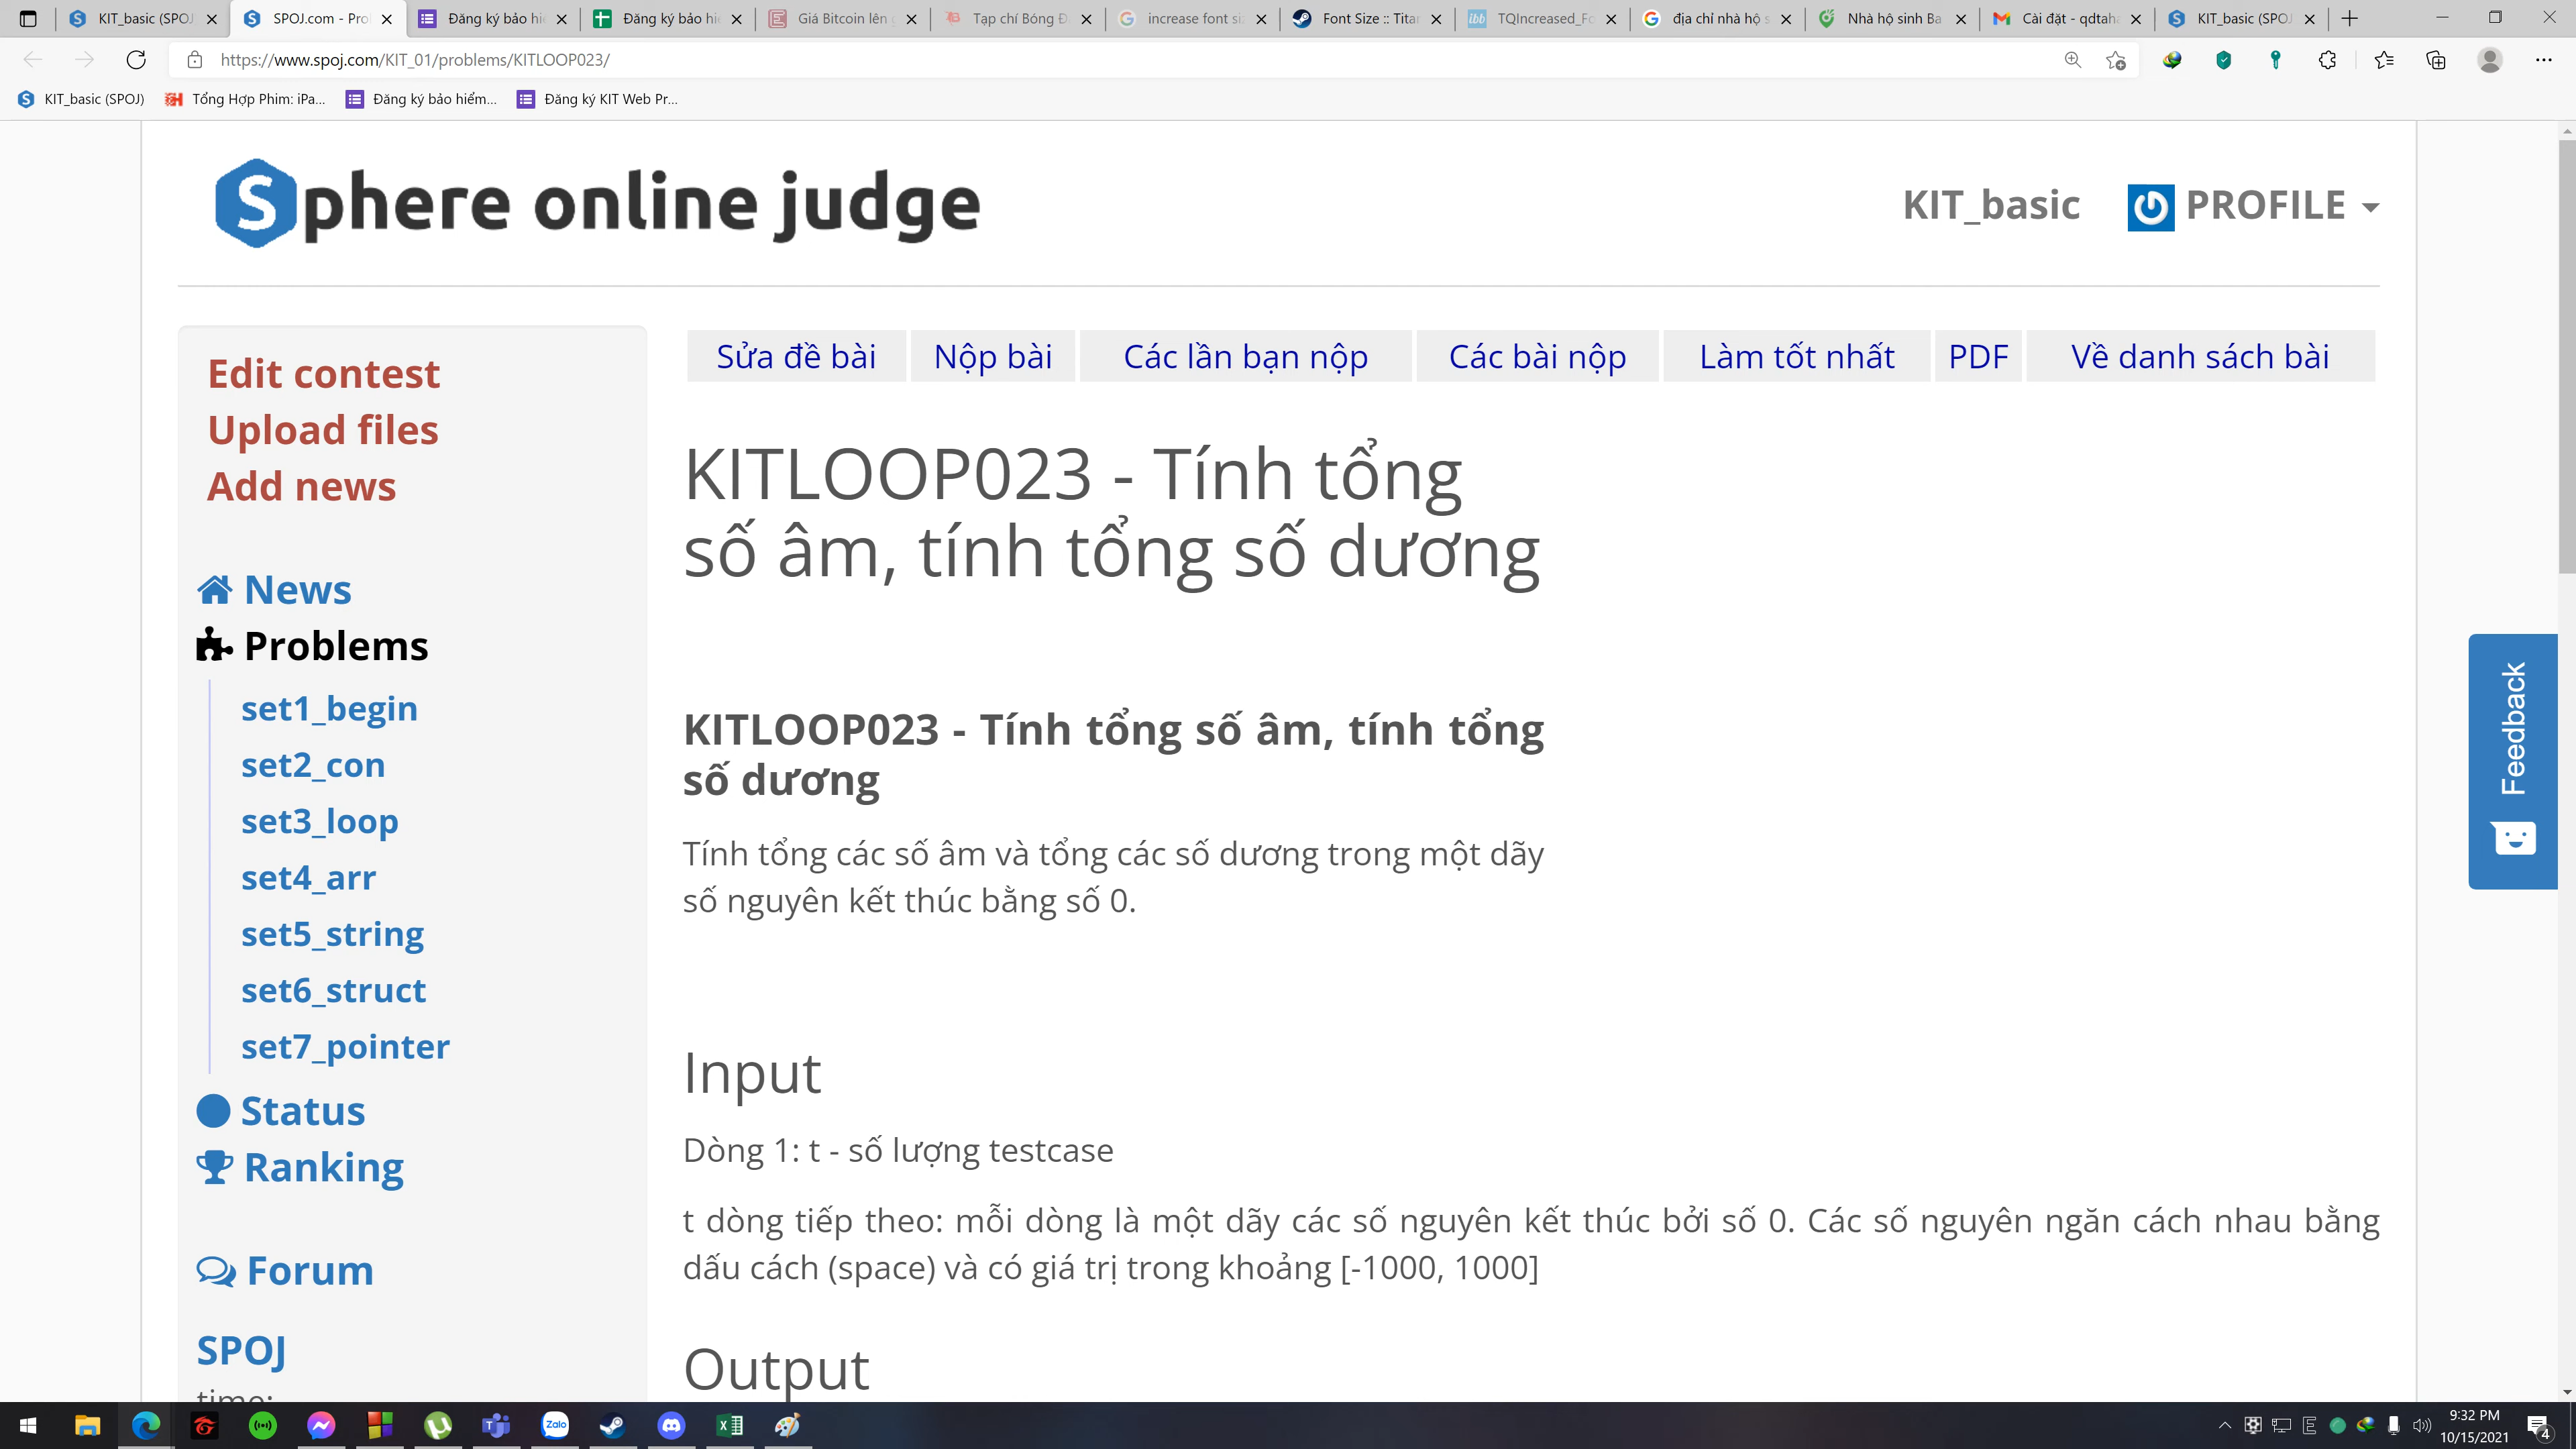 KIT_basic (SPOJ
SPOJ.com - Pro
Đăng ký bảo hi
Đăng ký bảo hi
Giá Bitcoin lên g
Tạp chí Bóng Đ
increase font si
Font Size :: Titan
TQIncreased_Fo
địa chỉ nhà hộ s
Nhà hộ sinh Ba
Cài đặt - qdtaha
KIT_basic (SPOJ
https://www.spoj.com/KIT_01/problems/KITLOOP023/
KIT_basic (SPOJ)
Tổng Hợp Phim: iPa...
Đăng ký bảo hiểm...
Đăng ký KIT Web Pr...
Sphere online judge
KIT_basic
PROFILE
Edit contest
Upload files
Add news
News
Problems
set1_begin
set2_con
set3_loop
set4_arr
set5_string
set6_struct
set7_pointer
Status
Ranking
Forum
SPOJ
time:
Sửa đề bài
Nộp bài
Các lần bạn nộp
Các bài nộp
Làm tốt nhất
PDF
Về danh sách bài
KITLOOP023 - Tính tổng
số âm, tính tổng số dương
KITLOOP023 - Tính tổng số âm, tính tổng
số dương
Tính tổng các số âm và tổng các số dương trong một dãy
số nguyên kết thúc bằng số 0.
Input
Dòng 1: t - số lượng testcase
t dòng tiếp theo: mỗi dòng là một dãy các số nguyên kết thúc bởi số 0. Các số nguyên ngăn cách nhau bằng
dấu cách (space) và có giá trị trong khoảng [-1000, 1000]
Output
Feedback
Zalo
9:32 PM
10/15/2021
4